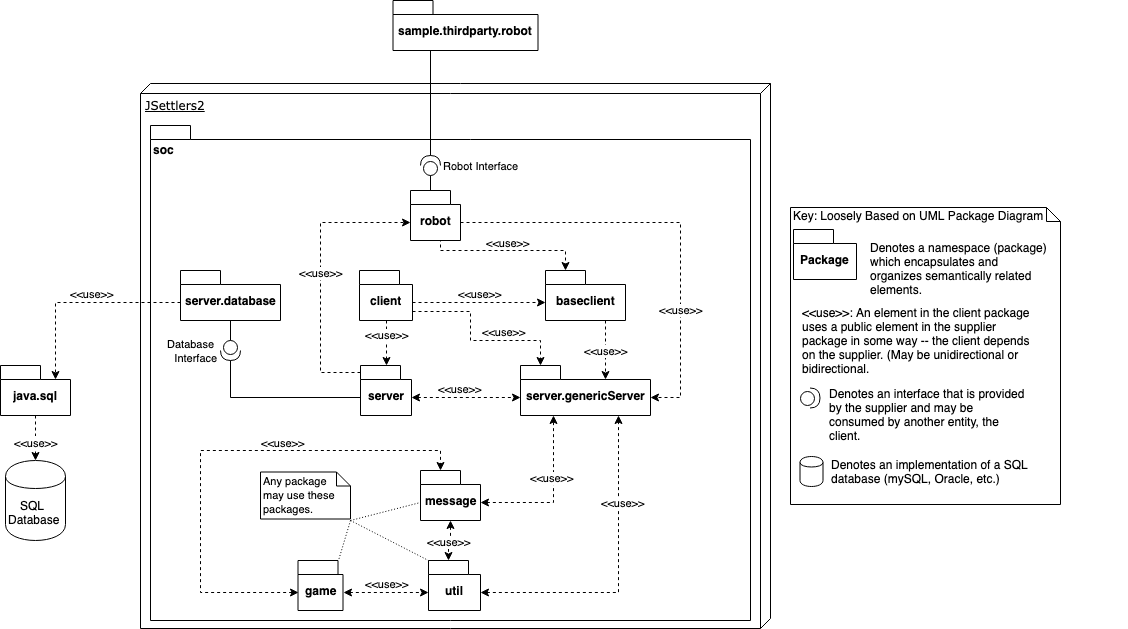 sample.thirdparty.robot
JSettlers2
soc
Robot Interface
robot
<<use>>
<<use>>
server.database
<<use>>
client
<<use>>
baseclient
<<use>>
Database
Interface
<<use>>
<<use>>
<<use>>
java.sql
server
<<use>>
server.genericServer
<<use>>
SQL
Database
<<use>>
Any package
may use these
packages.
message
<<use>>
<<use>>
<<use>>
game
<<use>>
util
Key: Loosely Based on UML Package Diagram
Package
Denotes a namespace (package)
which encapsulates and
organizes semantically related
elements.
<<use>>: An element in the client package
uses a public element in the supplier
package in some way -- the client depends
on the supplier. (May be unidirectional or
bidirectional.
Denotes an interface that is provided
by the supplier and may be
consumed by another entity, the
client.
Denotes an implementation of a SQL
database (mySQL, Oracle, etc.)